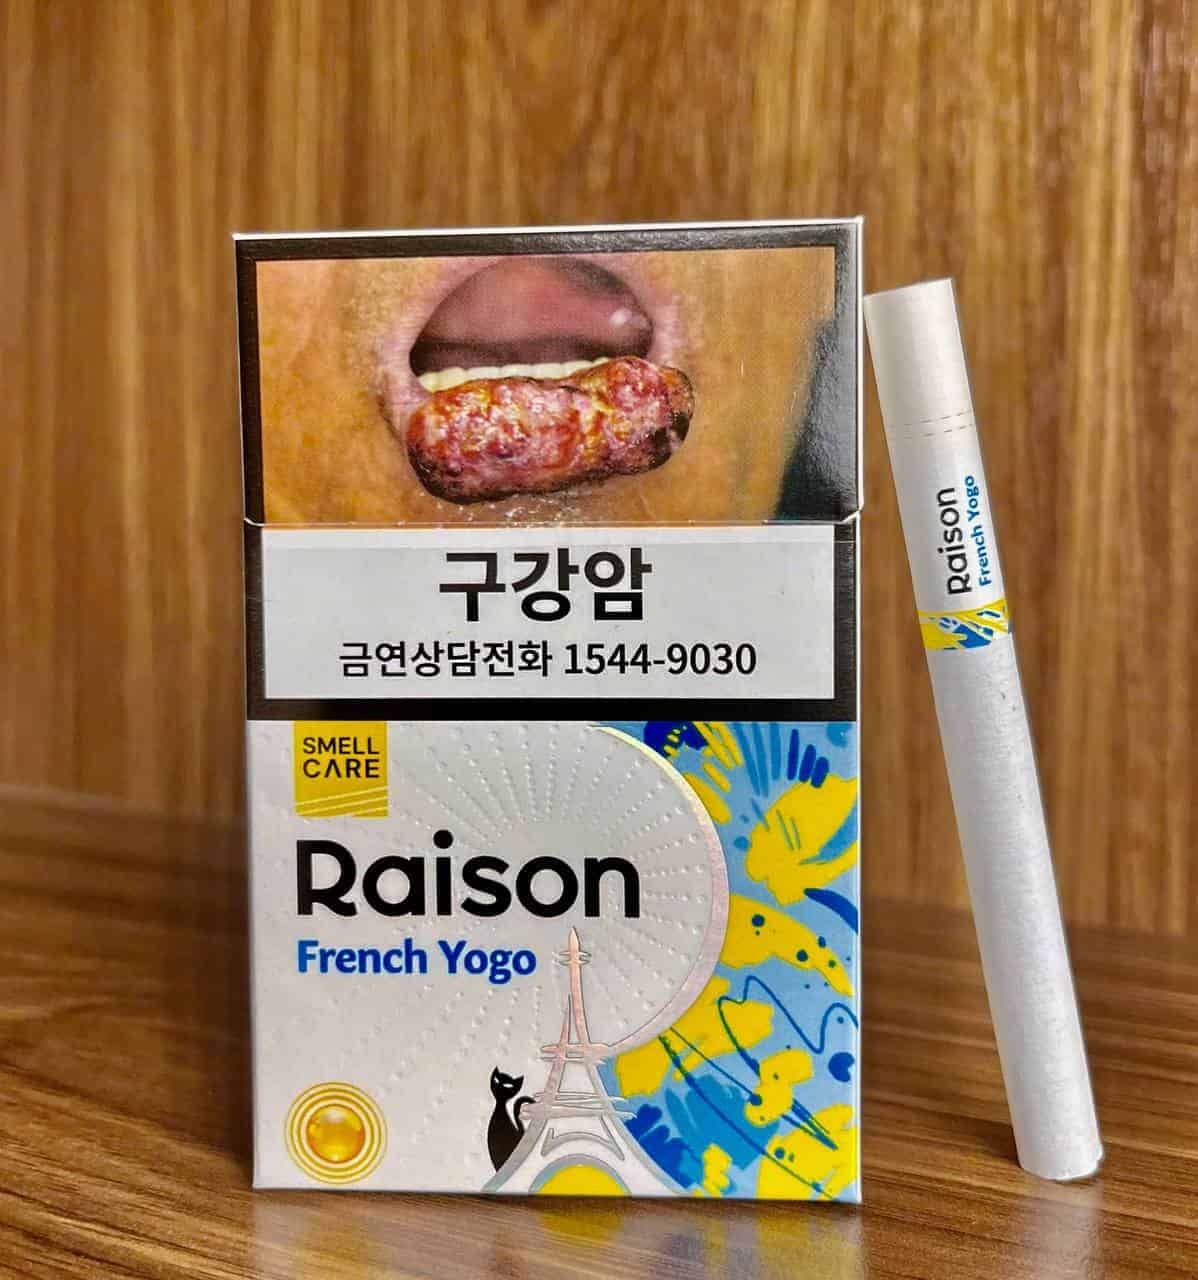 구강암
금연상담전화 1544-9030
SMELL
CARE
Raison
French Yogo
Raison
French Yogo